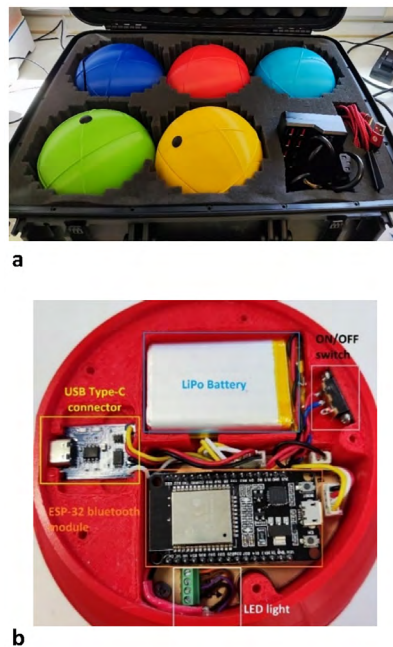 a
ON/OFF
switch
LiPo Battery
USB Type-C
connector
ESP-32 bluetooth
module
LED light
b